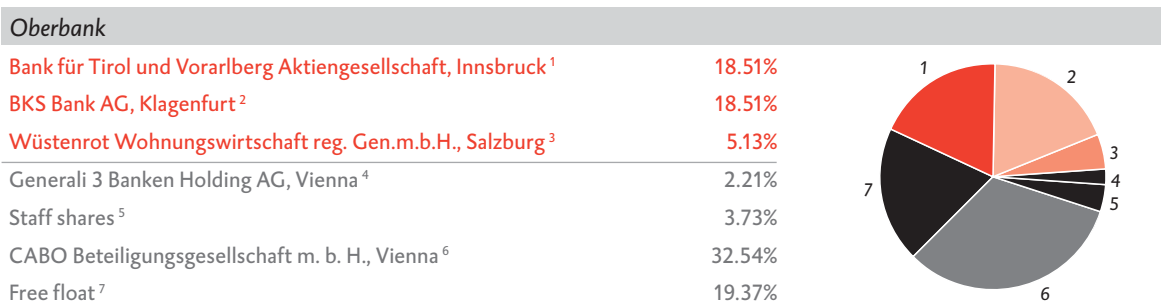 Oberbank
Bank für Tirol und Vorarlberg Aktiengesellschaft, Innsbruck 1 18.51%
BKS Bank AG, Klagenfurt 2 18.51%
Wüstenrot Wohnungswirtschaft reg. Gen.m.b.H., Salzburg 3 5.13%
Generali 3 Banken Holding AG, Vienna 4 2.21%
Staff shares 5 3.73%
CABO Beteiligungsgesellschaft m. b. H., Vienna 6 32.54%
Free float 7 19.37%
1
2
3
4
5
6
7